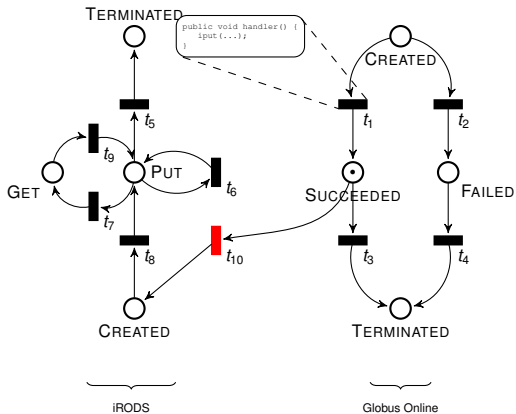 TERMINATED
public void handler() {
iput(...);
}
CREATED
t5
t1
t2
t9
GET
PUT
t6
SUCCEEDED
FAILED
t7
t8
t10
t3
t4
CREATED
TERMINATED
iRODS
Globus Online